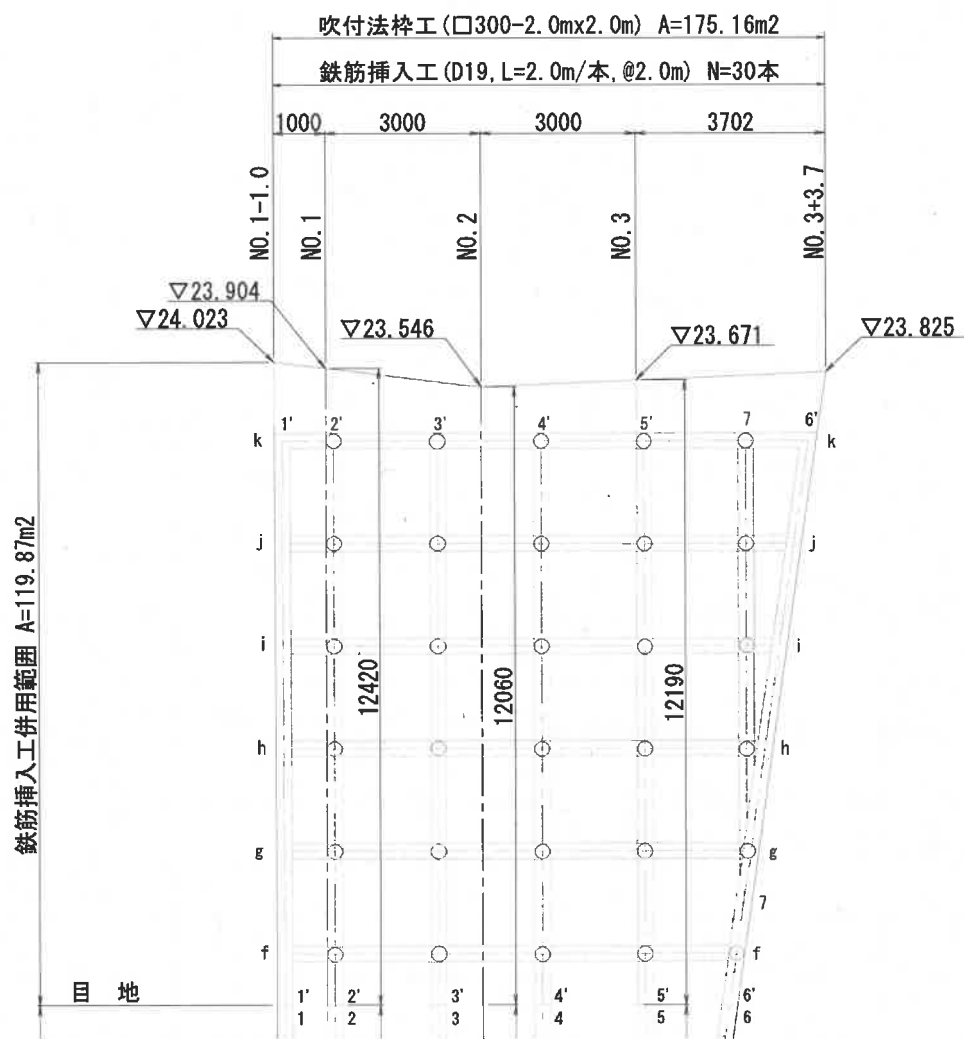 吹付法枠工(□300-2.0mx2.0m) A=175.16m2
鉄筋挿入工(D19,L=2.0m/本,@2.0m) N=30本
1000 3000 3000 3702
NO.1-1.0
NO.1
NO.2
NO.3
NO.3+3.7
▽23.904
▽24.023
▽23.546
▽23.671
▽23.825
1' 2' 3' 4' 5' 7 6'
k k
j j
i i
h h
g g
7
f f
12420
12060
12190
鉄筋挿入工併用範囲 A=119.87m2
目 地
1' 2' 3' 4' 5' 6'
1 2 3 4 5 6